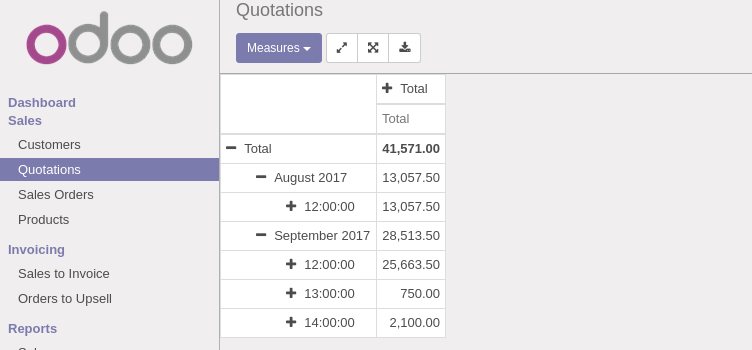 odoo
Dashboard
Sales
Customers
Quotations
Sales Orders
Products
Invoicing
Sales to Invoice
Orders to Upsell
Reports
Quotations
Measures
Total
Total
Total 41,571.00
August 2017 13,057.50
12:00:00 13,057.50
September 2017 28,513.50
12:00:00 25,663.50
13:00:00 750.00
14:00:00 2,100.00